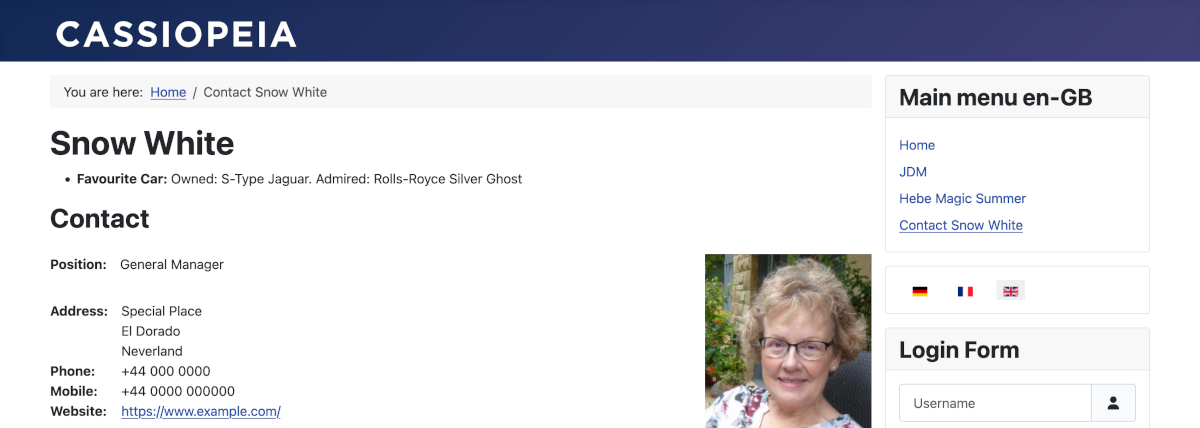 CASSIOPEIA
You are here: Home / Contact Snow White
Snow White
• Favourite Car: Owned: S-Type Jaguar. Admired: Rolls-Royce Silver Ghost
Contact
Position: General Manager
Address: Special Place
El Dorado
Neverland
Phone: +44 000 0000
Mobile: +44 0000 000000
Website: https://www.example.com/
Main menu en-GB
Home
JDM
Hebe Magic Summer
Contact Snow White
Login Form
Username